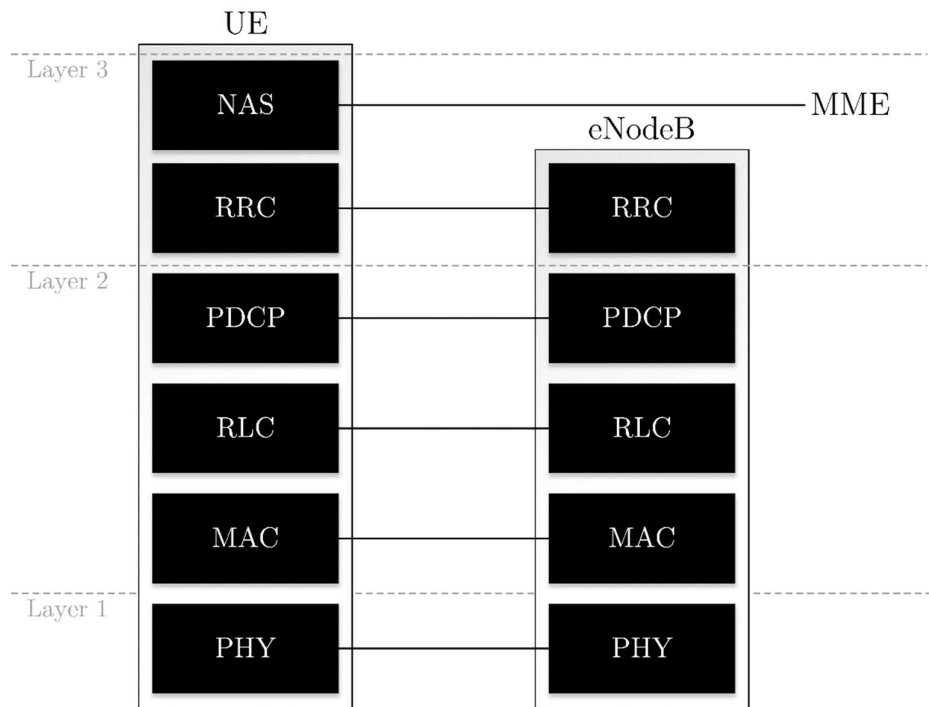 UE
Layer 3
NAS
MME
eNodeB
RRC
RRC
Layer 2
PDCP
PDCP
RLC
RLC
MAC
MAC
Layer 1
PHY
PHY